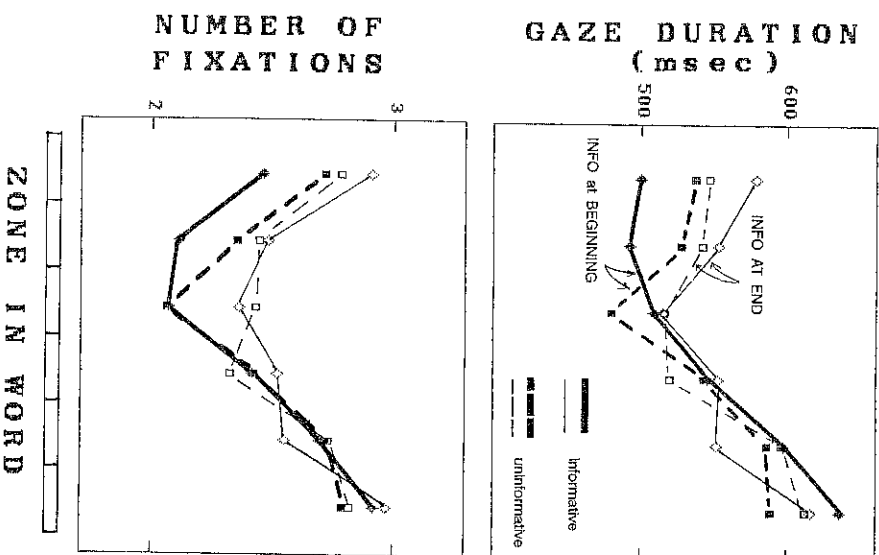 NUMBER OF
FIXATIONS
GAZE DURATION
(msec)
2
3
500
600
INFO at BEGINNING
INFO AT END
informative
uninformative
ZONE IN WORD